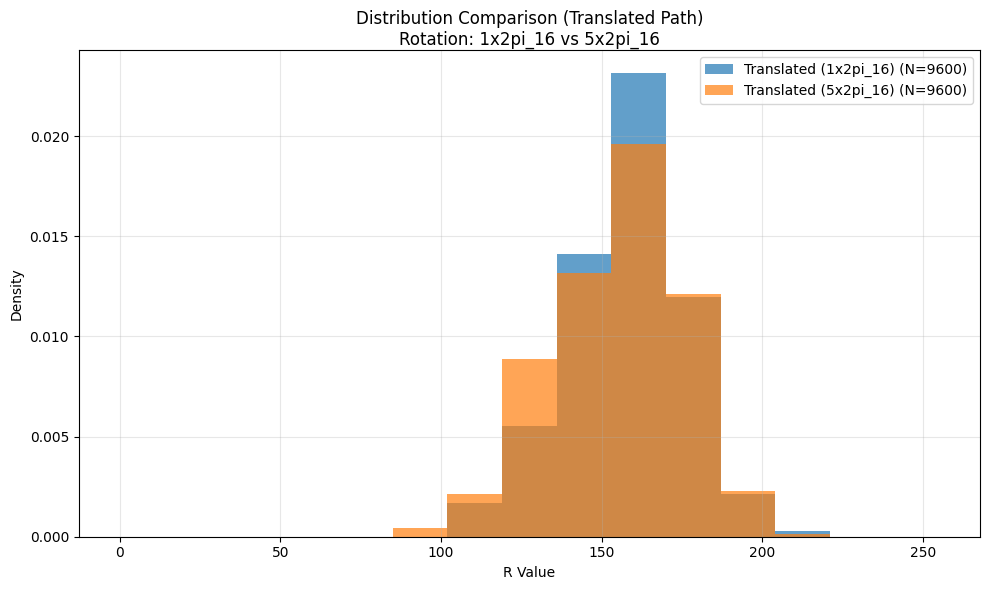 Distribution Comparison (Translated Path)
Rotation: 1x2pi_16 vs 5x2pi_16
Translated (1x2pi_16) (N=9600)
Translated (5x2pi_16) (N=9600)
Density
0.020
0.015
0.010
0.005
0.000
0 50 100 150 200 250
R Value